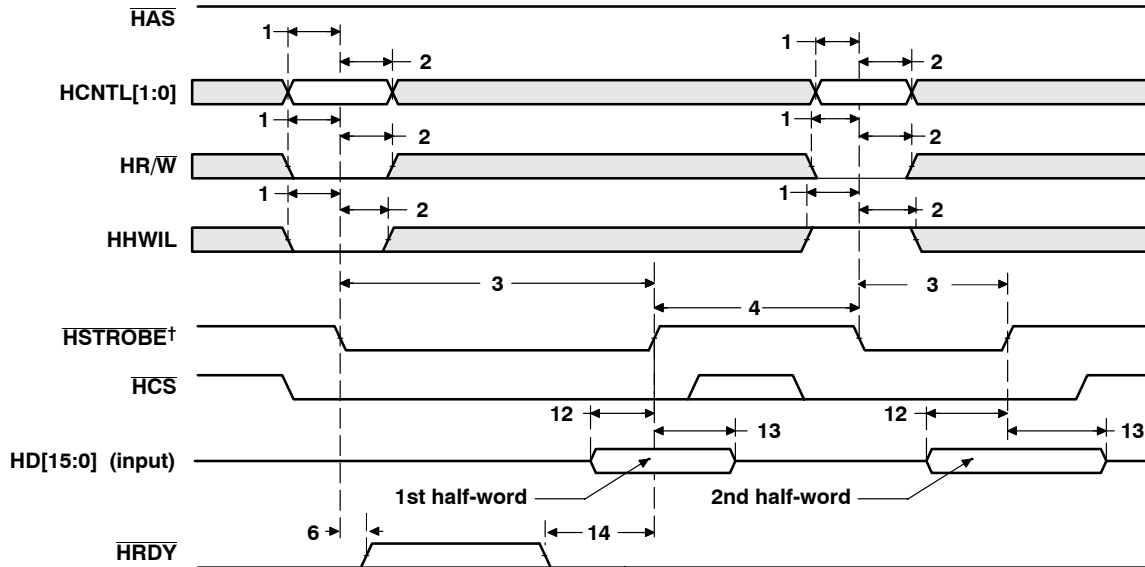 HAS
1
2
1
2
HCNTL[1:0]
1
2
1
2
HR/W
1
2
1
2
HHWIL
3
3
4
HSTROBE†
HCS
12
13
12
13
HD[15:0] (input)
1st half-word
2nd half-word
6
14
HRDY